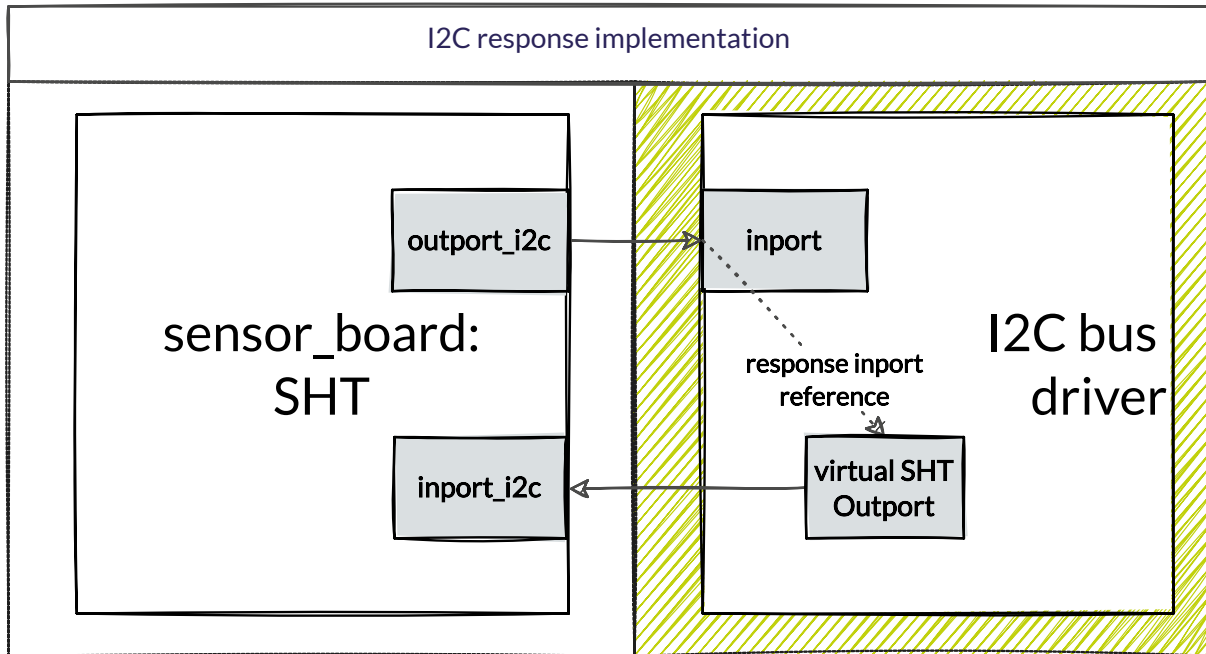 I2C response implementation
outport_i2c
inport
sensor_board:
SHT
I2C bus
driver
response inport
reference
inport_i2c
virtual SHT
Outport